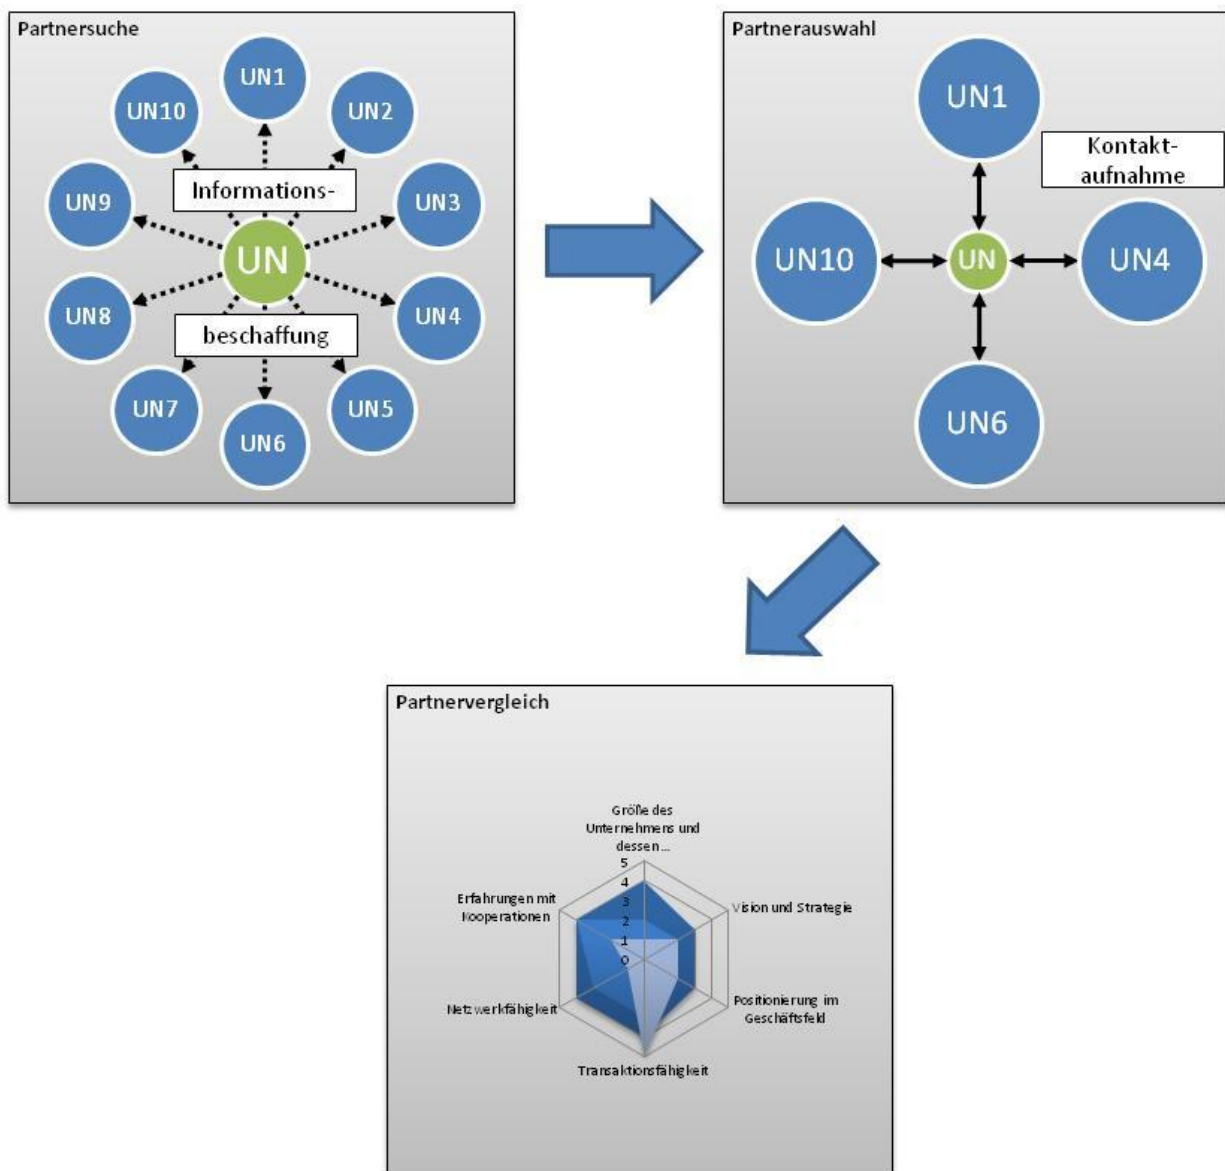 Partnersuche
UN1
UN10
UN2
Informations-
UN9
UN3
UN
UN8
UN4
beschaffung
UN7
UN5
UN6
Partnerauswahl
UN1
Kontakt-
aufnahme
UN10
UN
UN4
UN6
Partnervergleich
Größe des
Unternehmens und
dessen...
5
4
3
2
1
0
Erfahrungen mit
Kooperationen
Vision und Strategie
Netzwerkfähigkeit
Positionierung im
Geschäftsfeld
Transaktionsfähigkeit